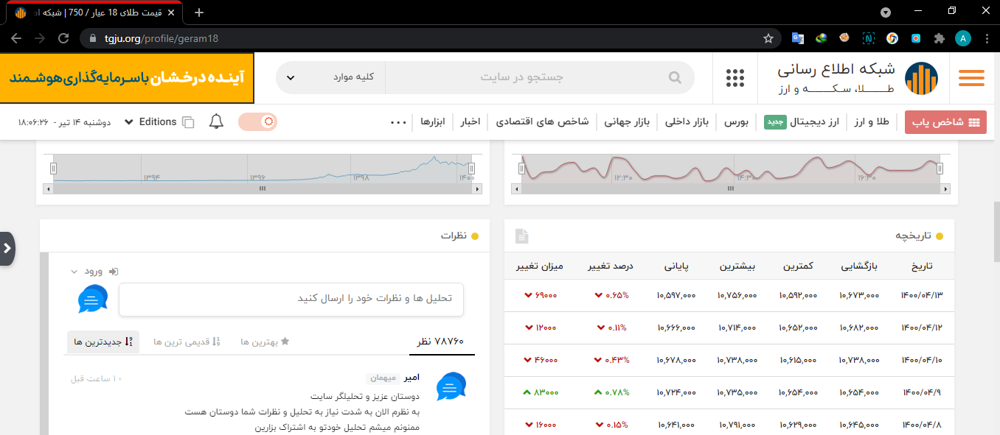 قیمت طلای 18 عیار / 750 | شبکه اد
tgju.org/profile/geram18
آینده درخشان باسرمایه‌گذاری‌هوشمند
کلیه موارد
جستجو در سایت
شبکه اطلاع رسانی
طـــــلا، ســکـــــــه و ارز
دوشنبه ۱۴ تیر - ۱۸:۰۶:۲۶
Editions
شاخص یاب
طلا و ارز
ارز دیجیتال جدید
بورس
بازار داخلی
بازار جهانی
شاخص های اقتصادی
اخبار
ابزارها
۱۳۹۴ ۱۳۹۶ ۱۳۹۸ ۱۴۰۰
۱۲:۳۰ ۱۴:۳۰ ۱۶:۳۰
تاریخچه
تاریخ بازگشایی کمترین بیشترین پایانی درصد تغییر میزان تغییر
۱۴۰۰/۰۴/۱۳ ۱۰,۶۷۳,۰۰۰ ۱۰,۵۹۲,۰۰۰ ۱۰,۷۵۶,۰۰۰ ۱۰,۵۹۷,۰۰۰ ۰.۶۵% ۶۹۰۰۰
۱۴۰۰/۰۴/۱۲ ۱۰,۶۸۲,۰۰۰ ۱۰,۶۵۲,۰۰۰ ۱۰,۷۱۴,۰۰۰ ۱۰,۶۶۶,۰۰۰ ۰.۱۱% ۱۲۰۰۰
۱۴۰۰/۰۴/۱۰ ۱۰,۷۳۸,۰۰۰ ۱۰,۶۱۵,۰۰۰ ۱۰,۷۳۸,۰۰۰ ۱۰,۶۷۸,۰۰۰ ۰.۴۳% ۴۶۰۰۰
۱۴۰۰/۰۴/۹ ۱۰,۶۵۴,۰۰۰ ۱۰,۶۵۴,۰۰۰ ۱۰,۷۳۵,۰۰۰ ۱۰,۷۲۴,۰۰۰ ۰.۷۸% ۸۳۰۰۰
۱۴۰۰/۰۴/۸ ۱۰,۶۴۵,۰۰۰ ۱۰,۶۲۹,۰۰۰ ۱۰,۷۹۱,۰۰۰ ۱۰,۶۴۱,۰۰۰ ۰.۱۵% ۱۶۰۰۰
نظرات
ورود
تحلیل ها و نظرات خود را ارسال کنید
۷۸۷۶۰ نظر
بهترین ها
قدیمی ترین ها
جدیدترین ها
امیر میهمان
۱ ساعت قبل
دوستان عزیز و تحلیلگر سایت
به نظرم الان به شدت نیاز به تحلیل و نظرات شما دوستان هست
ممنونم میشم تحلیل خودتو به اشتراک بزارین